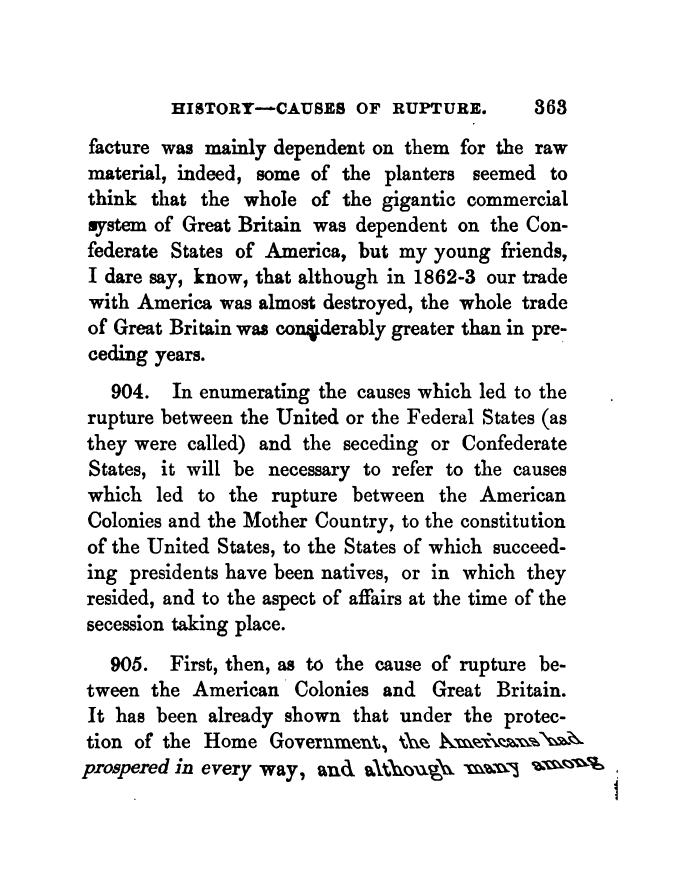 HISTORY—CAUSES OF RUPTURE. 363
facture was mainly dependent on them for the raw
material, indeed, some of the planters seemed to
think that the whole of the gigantic commercial
system of Great Britain was dependent on the Con-
federate States of America, but my young friends,
I dare say, know, that although in 1862-3 our trade
with America was almost destroyed, the whole trade
of Great Britain was considerably greater than in pre-
ceding years.
904. In enumerating the causes which led to the
rupture between the United or the Federal States (as
they were called) and the seceding or Confederate
States, it will be necessary to refer to the causes
which led to the rupture between the American
Colonies and the Mother Country, to the constitution
of the United States, to the States of which succeed-
ing presidents have been natives, or in which they
resided, and to the aspect of affairs at the time of the
secession taking place.
905. First, then, as to the cause of rupture be-
tween the American Colonies and Great Britain.
It has been already shown that under the protec-
tion of the Home Government, the Americans had
prospered in every way, and although many among